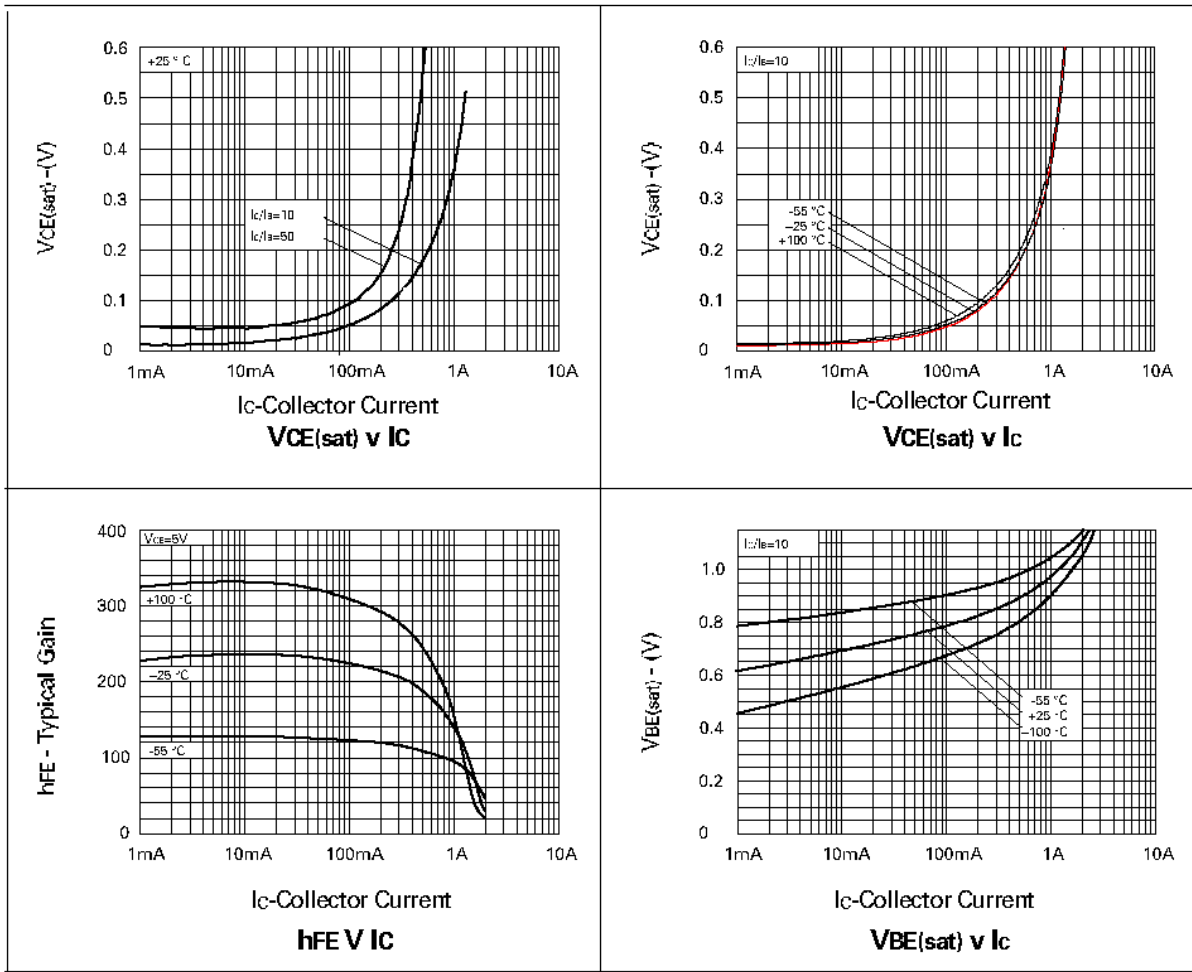 +25 ° C
0.6
0.5
0.4
0.3
0.2
0.1
0
VCE(sat) -(V)
IC/IB=10
IC/IB=50
1mA 10mA 100mA 1A 10A
IC-Collector Current
VCE(sat) v IC
IC/IB=10
0.6
0.5
0.4
0.3
0.2
0.1
0
VCE(sat) -(V)
-55 °C
–25 °C
+100 °C
1mA 10mA 100mA 1A 10A
IC-Collector Current
VCE(sat) v IC
VCE=5V
400
300
200
100
0
hFE - Typical Gain
+100 °C
–25 °C
-55 °C
1mA 10mA 100mA 1A 10A
IC-Collector Current
hFE V IC
IC/IB=10
1.0
0.8
0.6
0.4
0.2
0
VBE(sat) - (V)
-55 °C
+25 °C
–100 °C
1mA 10mA 100mA 1A 10A
IC-Collector Current
VBE(sat) v IC